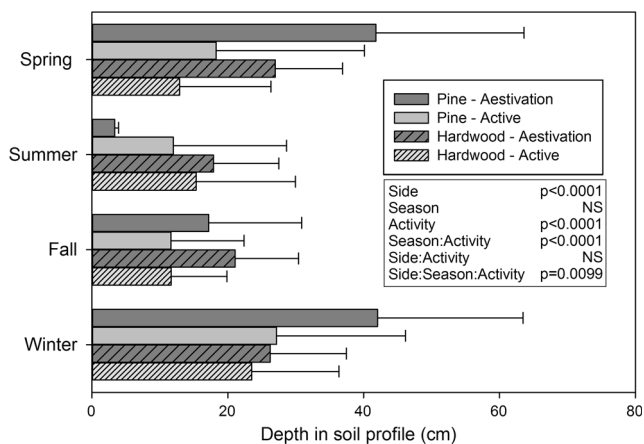 Spring
Summer
Fall
Winter
Pine - Aestivation
Pine - Active
Hardwood - Aestivation
Hardwood - Active
Side p<0.0001
Season NS
Activity p<0.0001
Season:Activity p<0.0001
Side:Activity NS
Side:Season:Activity p=0.0099
0 20 40 60 80
Depth in soil profile (cm)